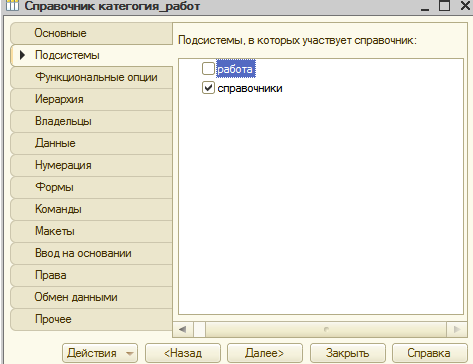 Справочник категогия_работ
Основные
Подсистемы
Функциональные опции
Иерархия
Владельцы
Данные
Нумерация
Формы
Команды
Макеты
Ввод на основании
Права
Обмен данными
Прочее
Подсистемы, в которых участвует справочник:
работа
справочники
Действия
<Назад
Далее>
Закрыть
Справка